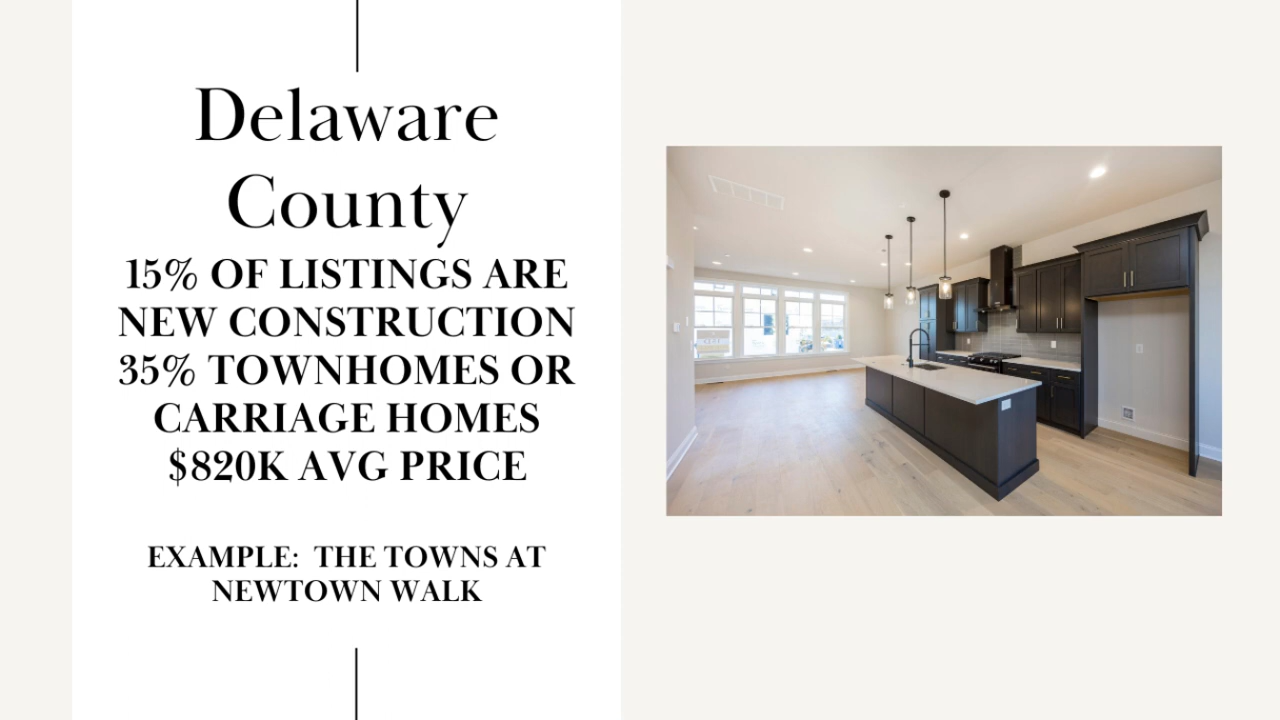 Delaware
County
15% OF LISTINGS ARE
NEW CONSTRUCTION
35% TOWNHOMES OR
CARRIAGE HOMES
$820K AVG PRICE
EXAMPLE: THE TOWNS AT
NEWTOWN WALK